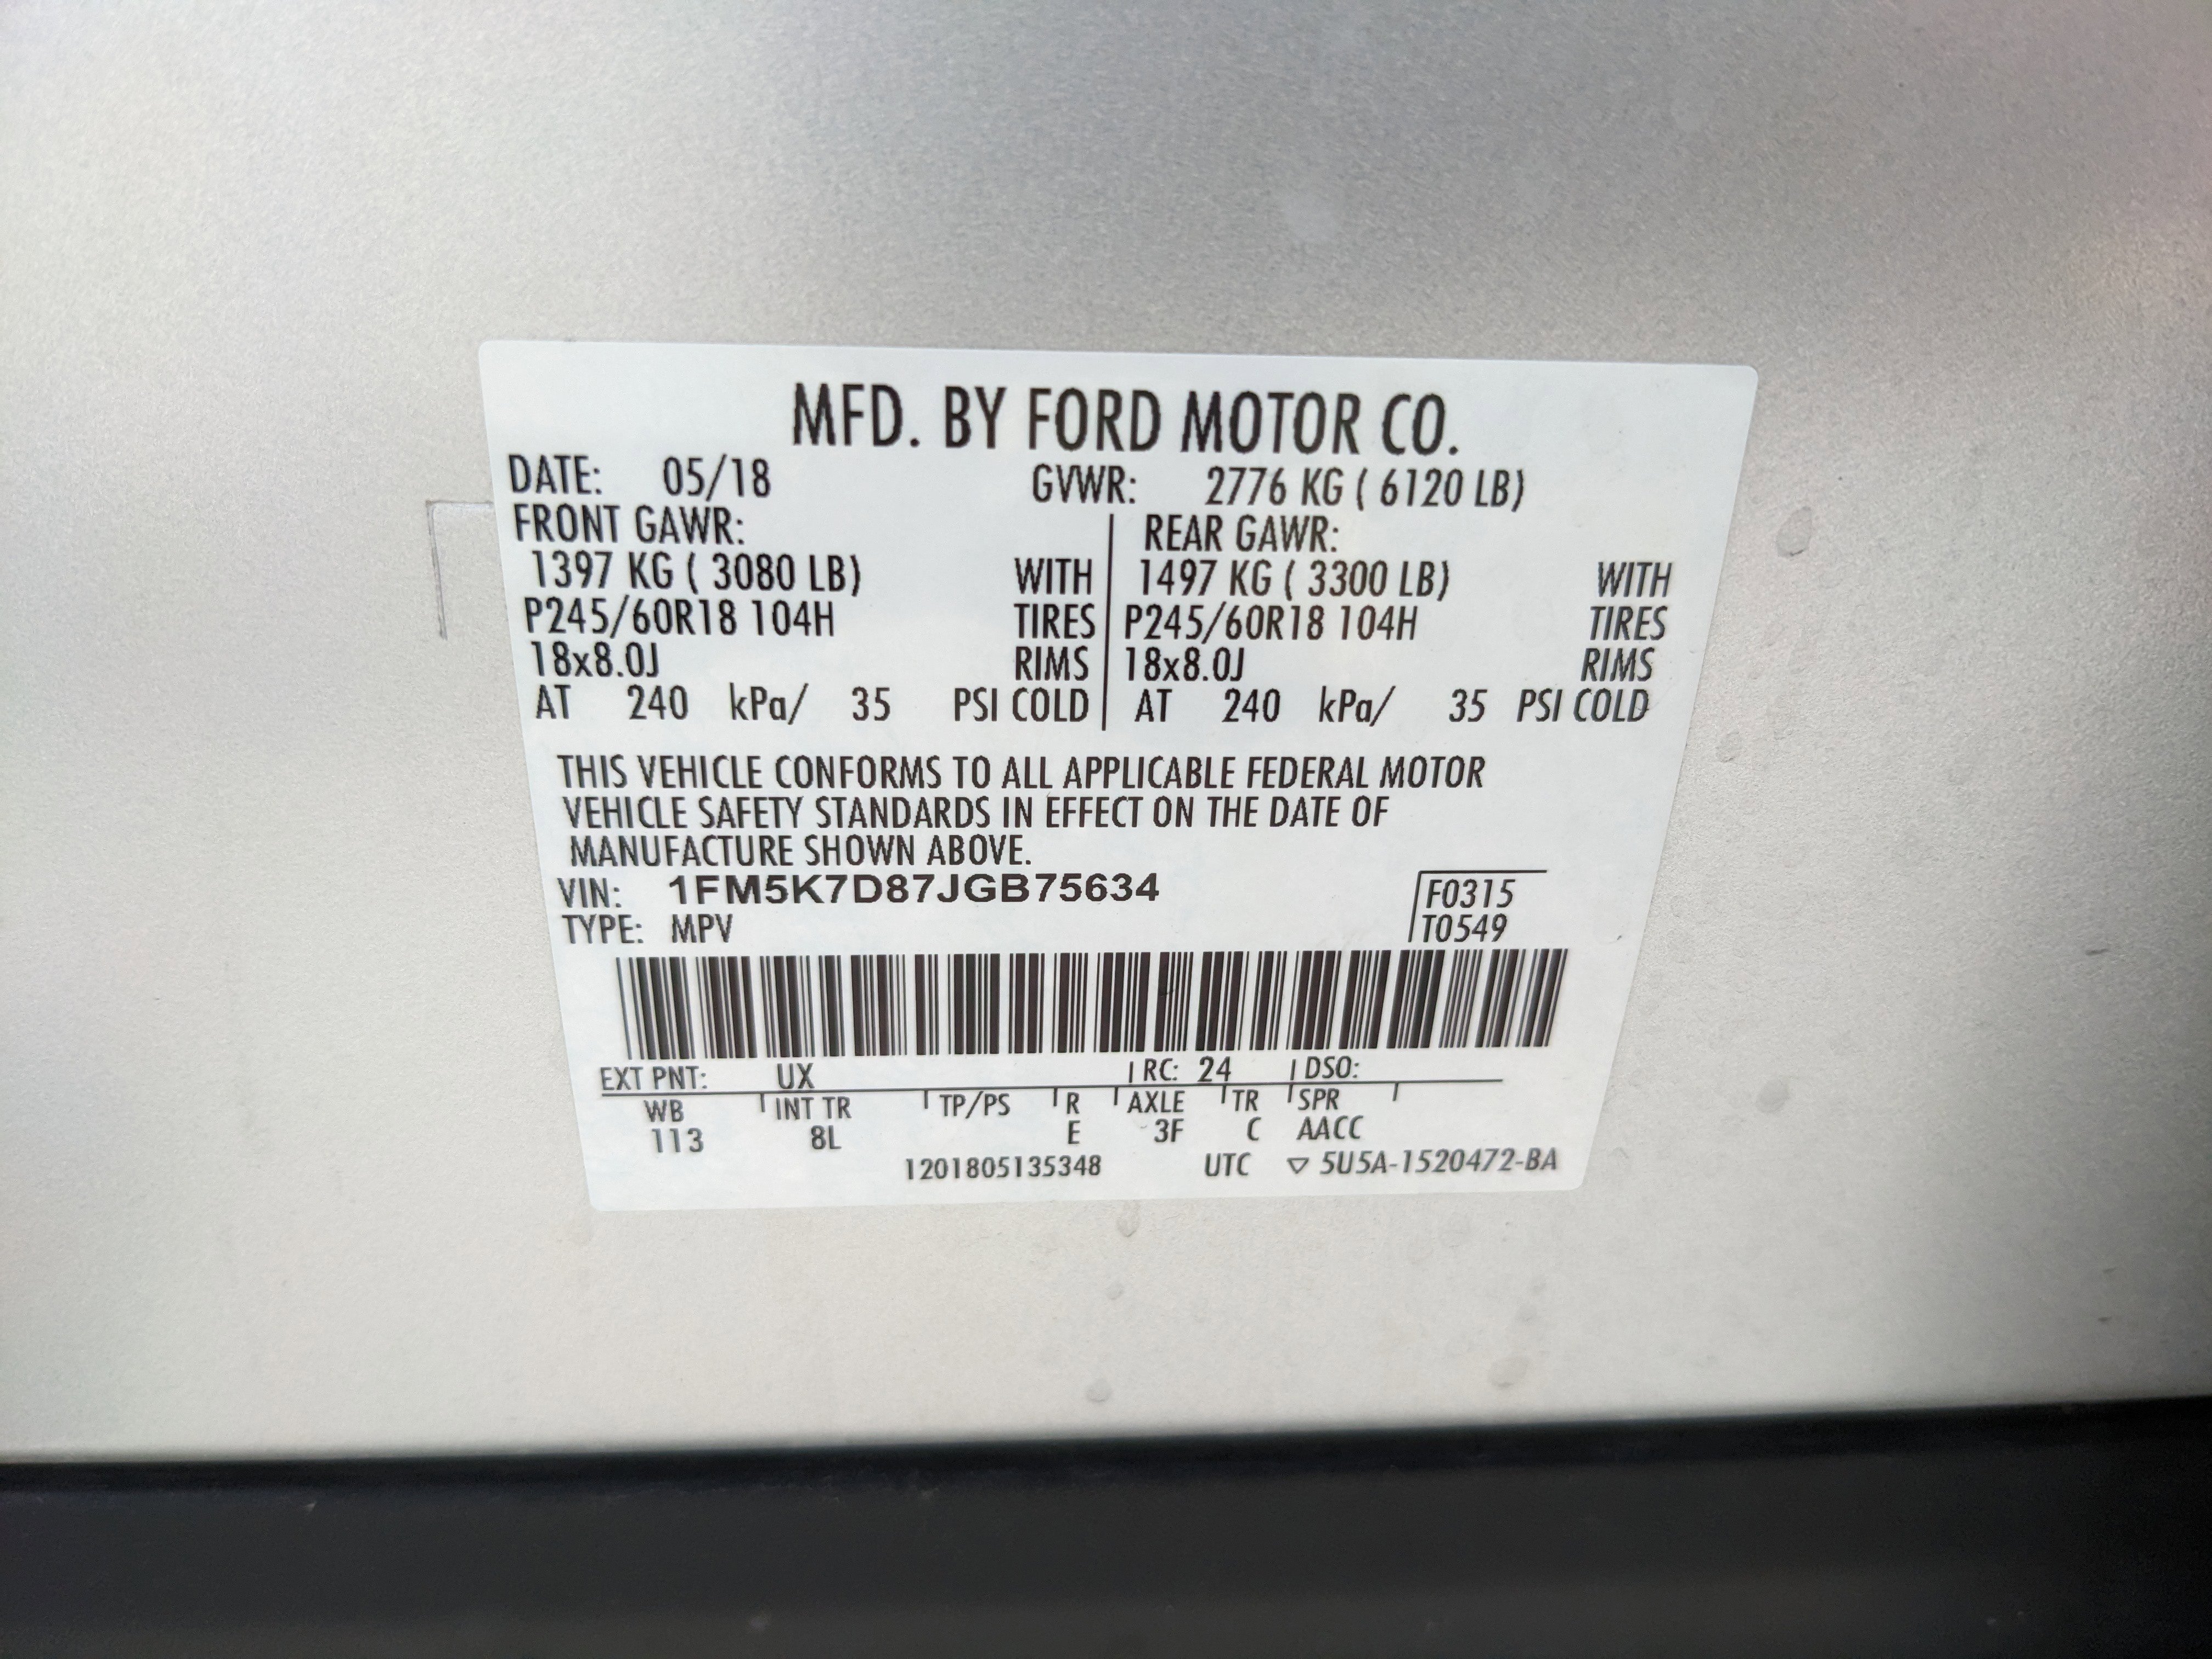 MFD. BY FORD MOTOR CO.
DATE: 05/18 GVWR: 2776 KG ( 6120 LB)
FRONT GAWR: REAR GAWR:
1397 KG ( 3080 LB) WITH 1497 KG ( 3300 LB) WITH
P245/60R18 104H TIRES P245/60R18 104H TIRES
18x8.0J RIMS 18x8.0J RIMS
AT 240 kPa/ 35 PSI COLD AT 240 kPa/ 35 PSI COLD
THIS VEHICLE CONFORMS TO ALL APPLICABLE FEDERAL MOTOR
VEHICLE SAFETY STANDARDS IN EFFECT ON THE DATE OF
MANUFACTURE SHOWN ABOVE.
VIN: 1FM5K7D87JGB75634 F0315
TYPE: MPV T0549
EXT PNT: UX RC: 24 DSO:
WB INT TR TP/PS R AXLE TR SPR
113 8L E 3F C AACC
1201805135348 UTC ▽ 5U5A-1520472-BA